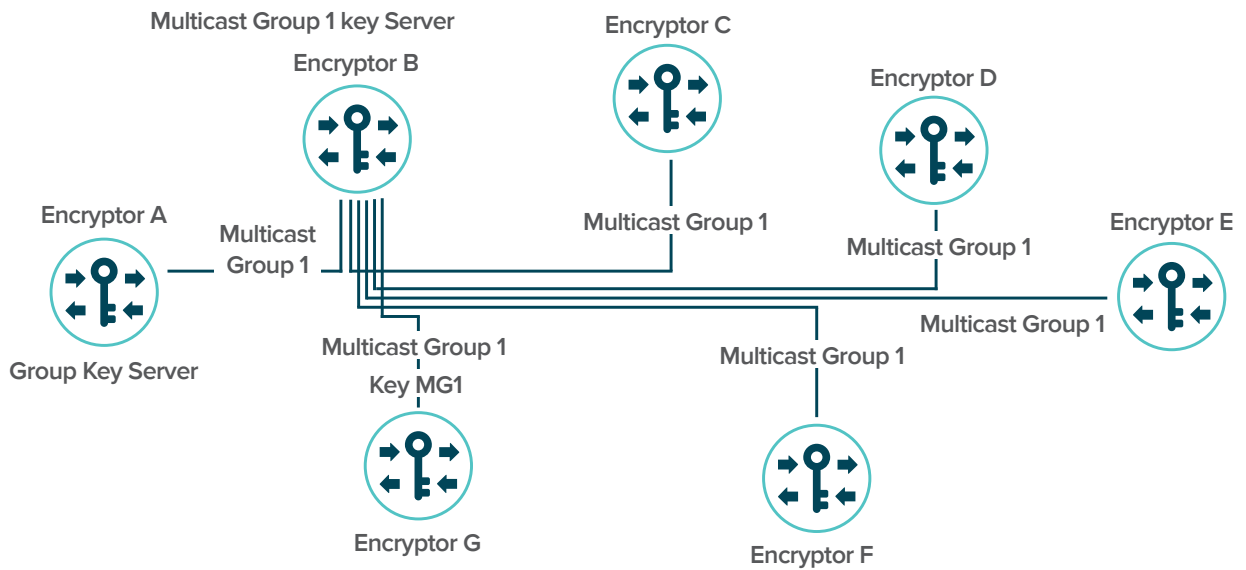 Multicast Group 1 key Server
Encryptor B
Encryptor C
Encryptor D
Encryptor A
Multicast
Group 1
Multicast Group 1
Multicast Group 1
Encryptor E
Multicast Group 1
Group Key Server
Multicast Group 1
Key MG1
Multicast Group 1
Encryptor G
Encryptor F